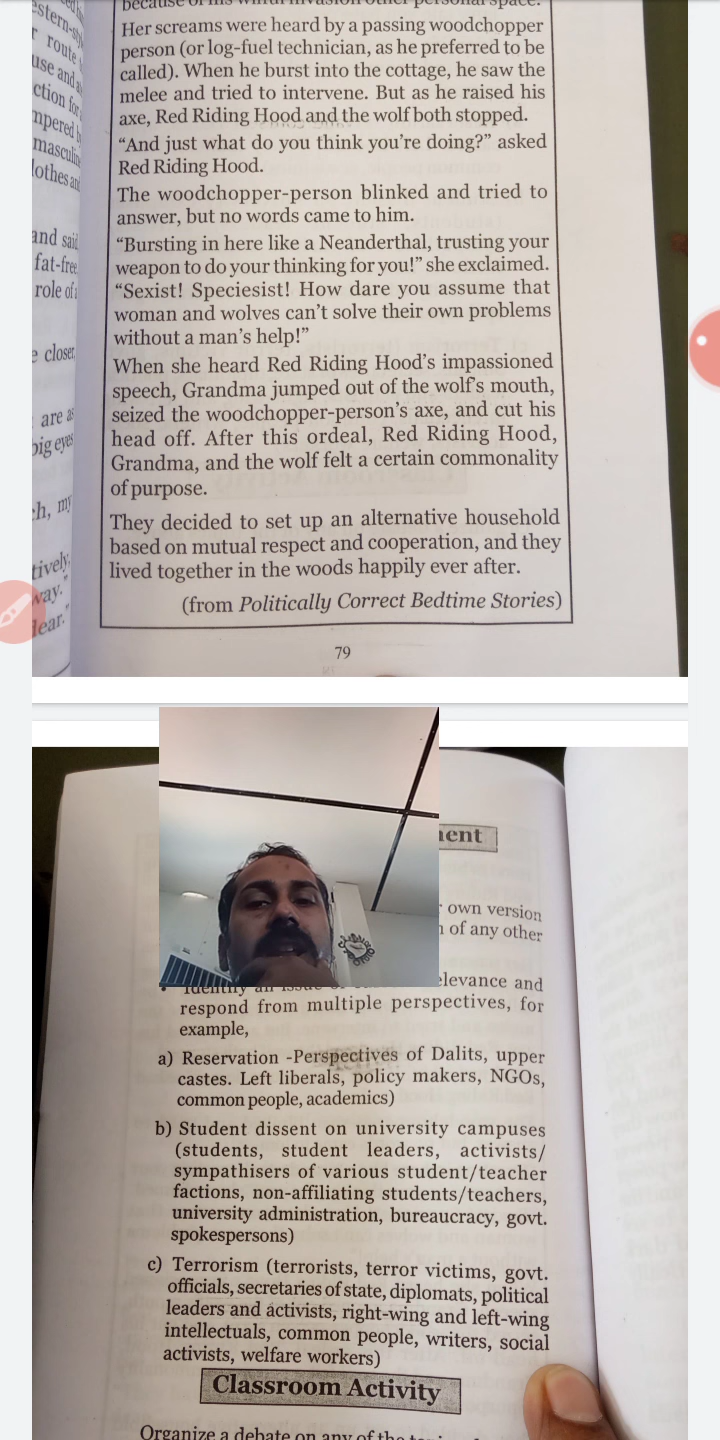 Her screams were heard by a passing woodchopper
person (or log-fuel technician, as he preferred to be
called). When he burst into the cottage, he saw the
melee and tried to intervene. But as he raised his
axe, Red Riding Hood and the wolf both stopped.
“And just what do you think you’re doing?” asked
Red Riding Hood.
The woodchopper-person blinked and tried to
answer, but no words came to him.
“Bursting in here like a Neanderthal, trusting your
weapon to do your thinking for you!” she exclaimed.
“Sexist! Speciesist! How dare you assume that
woman and wolves can’t solve their own problems
without a man’s help!”
When she heard Red Riding Hood’s impassioned
speech, Grandma jumped out of the wolf’s mouth,
seized the woodchopper-person’s axe, and cut his
head off. After this ordeal, Red Riding Hood,
Grandma, and the wolf felt a certain commonality
of purpose.
They decided to set up an alternative household
based on mutual respect and cooperation, and they
lived together in the woods happily ever after.
(from Politically Correct Bedtime Stories)
79
own version
of any other
respond from multiple perspectives, for
example,
a) Reservation -Perspectives of Dalits, upper
castes. Left liberals, policy makers, NGOs,
common people, academics)
b) Student dissent on university campuses
(students, student leaders, activists/
sympathisers of various student/teacher
factions, non-affiliating students/teachers,
university administration, bureaucracy, govt.
spokespersons)
c) Terrorism (terrorists, terror victims, govt.
officials, secretaries of state, diplomats, political
leaders and activists, right-wing and left-wing
intellectuals, common people, writers, social
activists, welfare workers)
Classroom Activity
Organize a debate on any of the